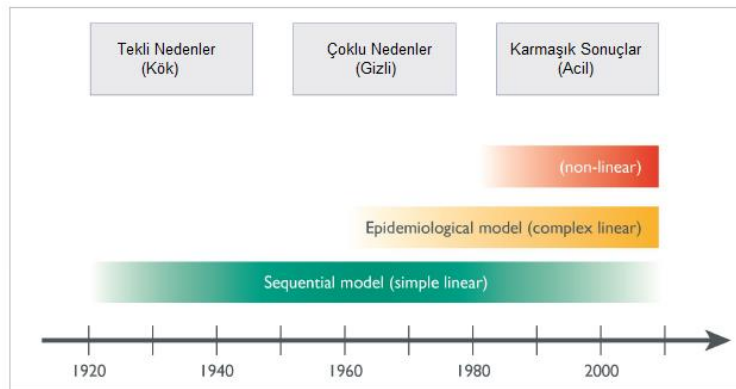 Tekli Nedenler
(Kök)
Çoklu Nedenler
(Gizli)
Karmaşık Sonuçlar
(Acil)
(non-linear)
Epidemiological model (complex linear)
Sequential model (simple linear)
1920
1940
1960
1980
2000